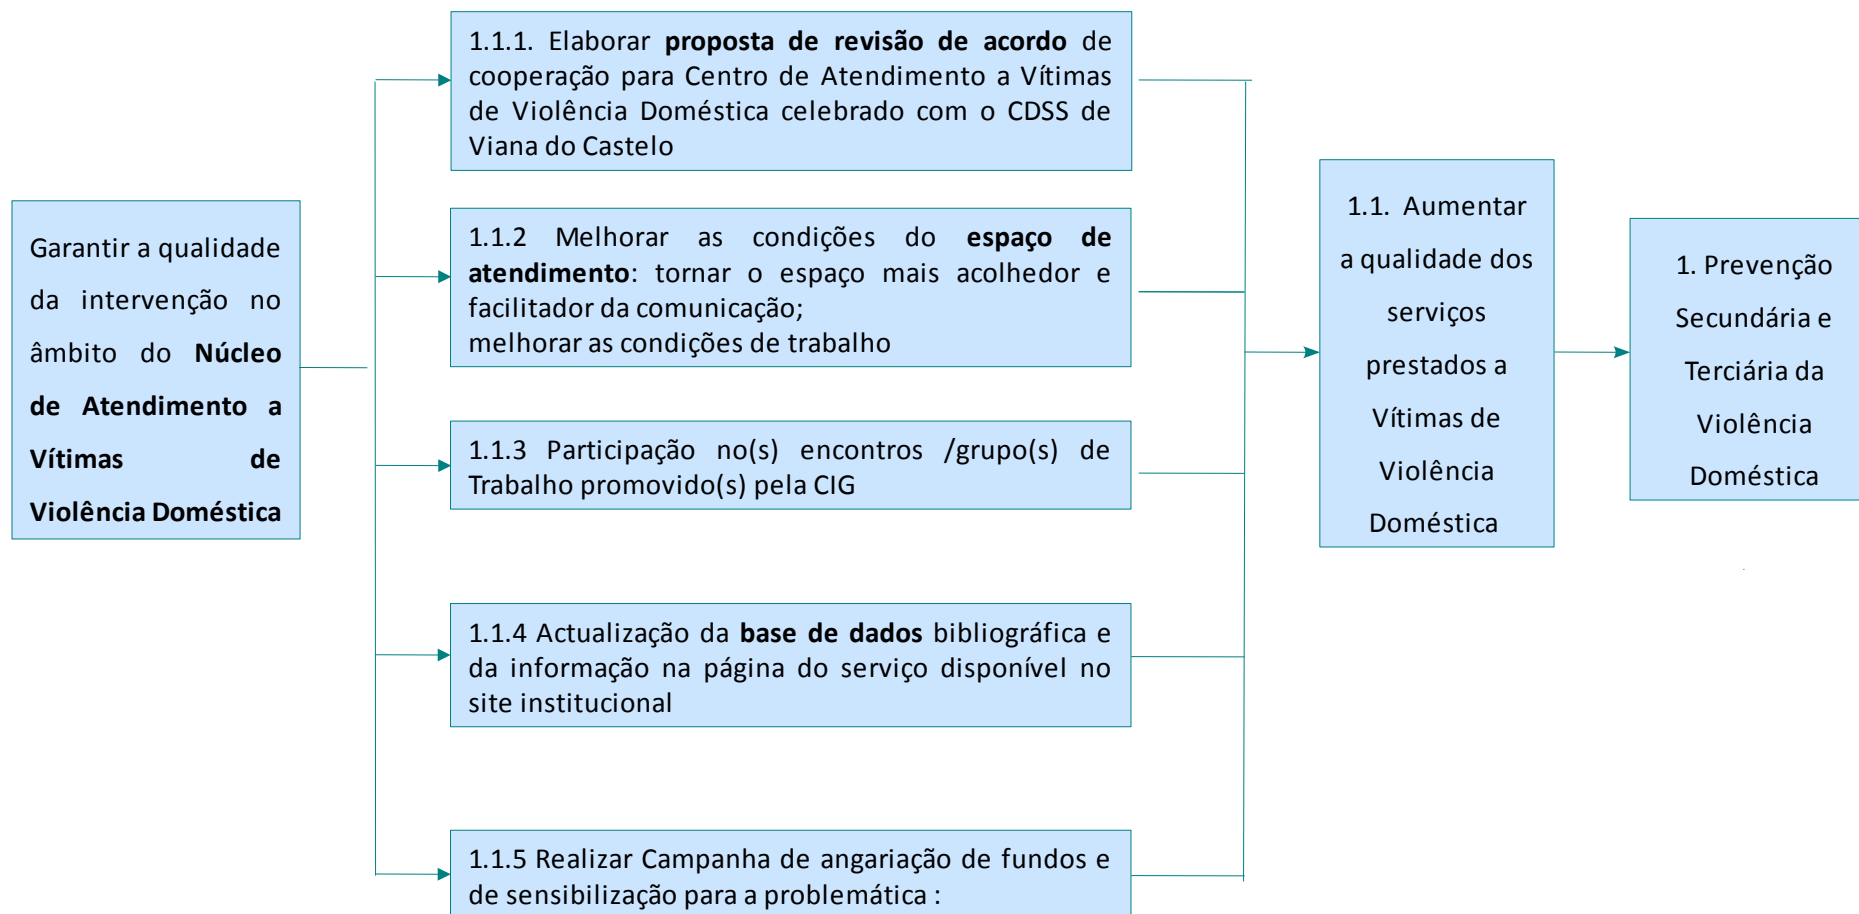 Garantir a qualidade
da intervenção no
âmbito do Núcleo
de Atendimento a
Vítimas de
Violência Doméstica
1.1.1. Elaborar proposta de revisão de acordo de
cooperação para Centro de Atendimento a Vítimas
de Violência Doméstica celebrado com o CDSS de
Viana do Castelo
1.1.2 Melhorar as condições do espaço de
atendimento: tornar o espaço mais acolhedor e
facilitador da comunicação;
melhorar as condições de trabalho
1.1.3 Participação no(s) encontros /grupo(s) de
Trabalho promovido(s) pela CIG
1.1.4 Actualização da base de dados bibliográfica e
da informação na página do serviço disponível no
site institucional
1.1.5 Realizar Campanha de angariação de fundos e
de sensibilização para a problemática :
1.1. Aumentar
a qualidade dos
serviços
prestados a
Vítimas de
Violência
Doméstica
1. Prevenção
Secundária e
Terciária da
Violência
Doméstica